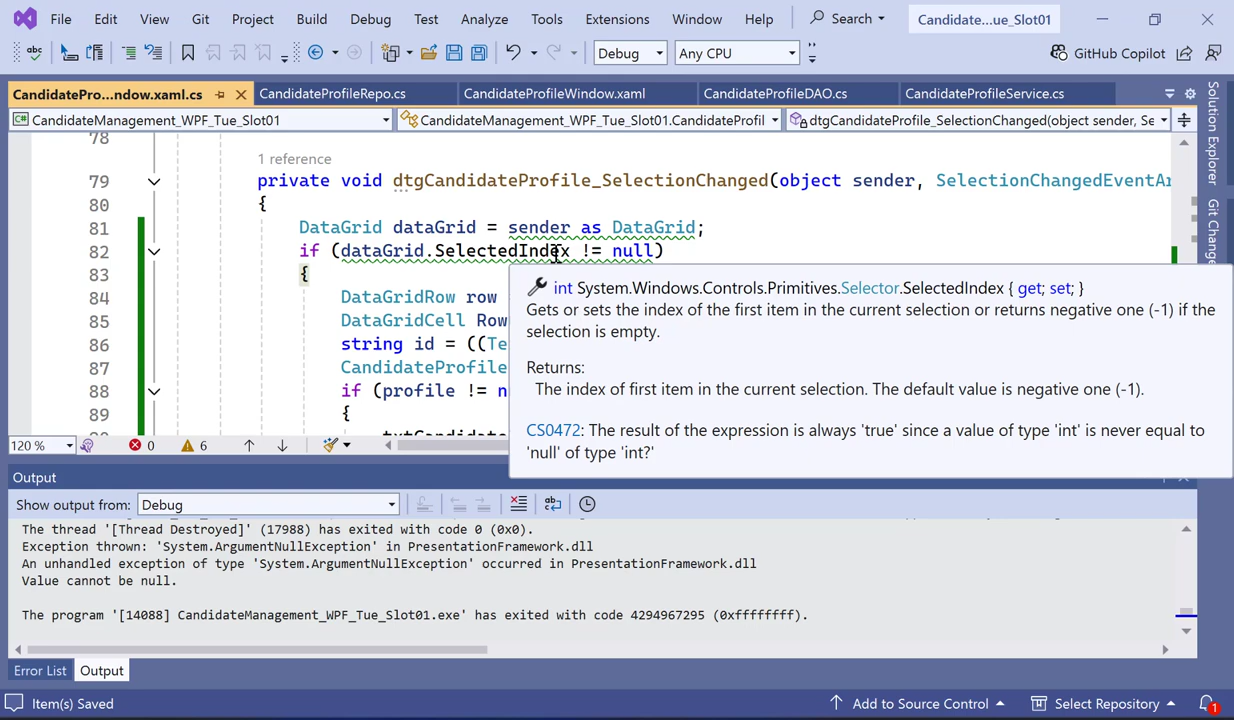 File Edit View Git Project Build Debug Test Analyze Tools Extensions Window Help Search Candidate...ue_Slot01
abc Debug Any CPU GitHub Copilot
CandidatePro...ndow.xaml.cs CandidateProfileRepo.cs CandidateProfileWindow.xaml CandidateProfileDAO.cs CandidateProfileService.cs
C# CandidateManagement_WPF_Tue_Slot01 CandidateManagement_WPF_Tue_Slot01.CandidateProfil dtgCandidateProfile_SelectionChanged(object sender, Se
78
1 reference
79 private void dtgCandidateProfile_SelectionChanged(object sender, SelectionChangedEventAr
80 {
81 DataGrid dataGrid = sender as DataGrid;
82 if (dataGrid.SelectedIndex != null)
83 {
84 DataGridRow row
85 DataGridCell Row
86 string id = ((Te
87 CandidateProfile
88 if (profile != n
89 {
int System.Windows.Controls.Primitives.Selector.SelectedIndex { get; set; }
Gets or sets the index of the first item in the current selection or returns negative one (-1) if the
selection is empty.
Returns:
The index of first item in the current selection. The default value is negative one (-1).
CS0472: The result of the expression is always 'true' since a value of type 'int' is never equal to
'null' of type 'int?'
120 % 0 6
Output
Show output from: Debug
The thread '[Thread Destroyed]' (17988) has exited with code 0 (0x0).
Exception thrown: 'System.ArgumentNullException' in PresentationFramework.dll
An unhandled exception of type 'System.ArgumentNullException' occurred in PresentationFramework.dll
Value cannot be null.
The program '[14088] CandidateManagement_WPF_Tue_Slot01.exe' has exited with code 4294967295 (0xffffffff).
Error List Output
Item(s) Saved Add to Source Control Select Repository 1
Solution Explorer
Git Changes